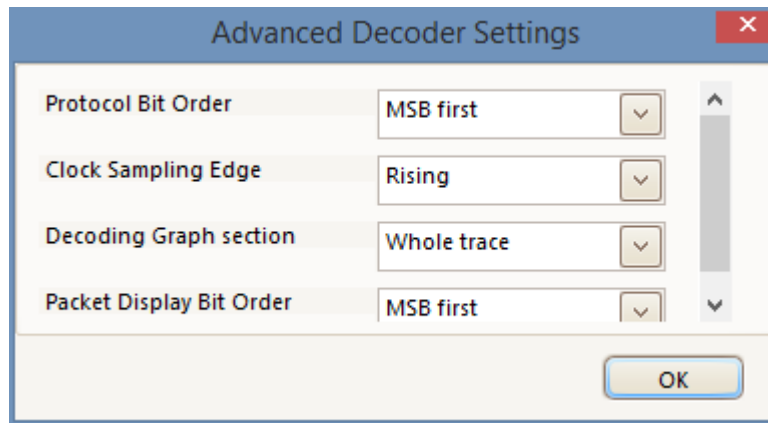 Advanced Decoder Settings
Protocol Bit Order MSB first
Clock Sampling Edge Rising
Decoding Graph section Whole trace
Packet Display Bit Order MSB first
OK